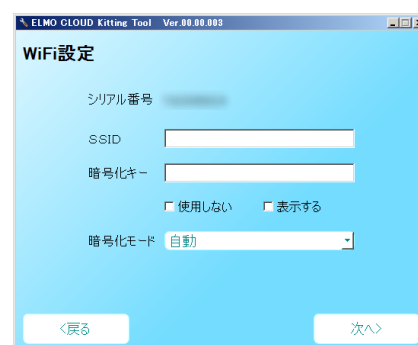 ELMO CLOUD Kitting Tool Ver.00.00.003
WiFi設定
シリアル番号
SSID
暗号化キー
使用しない 表示する
暗号化モード 自動
<戻る 次へ>